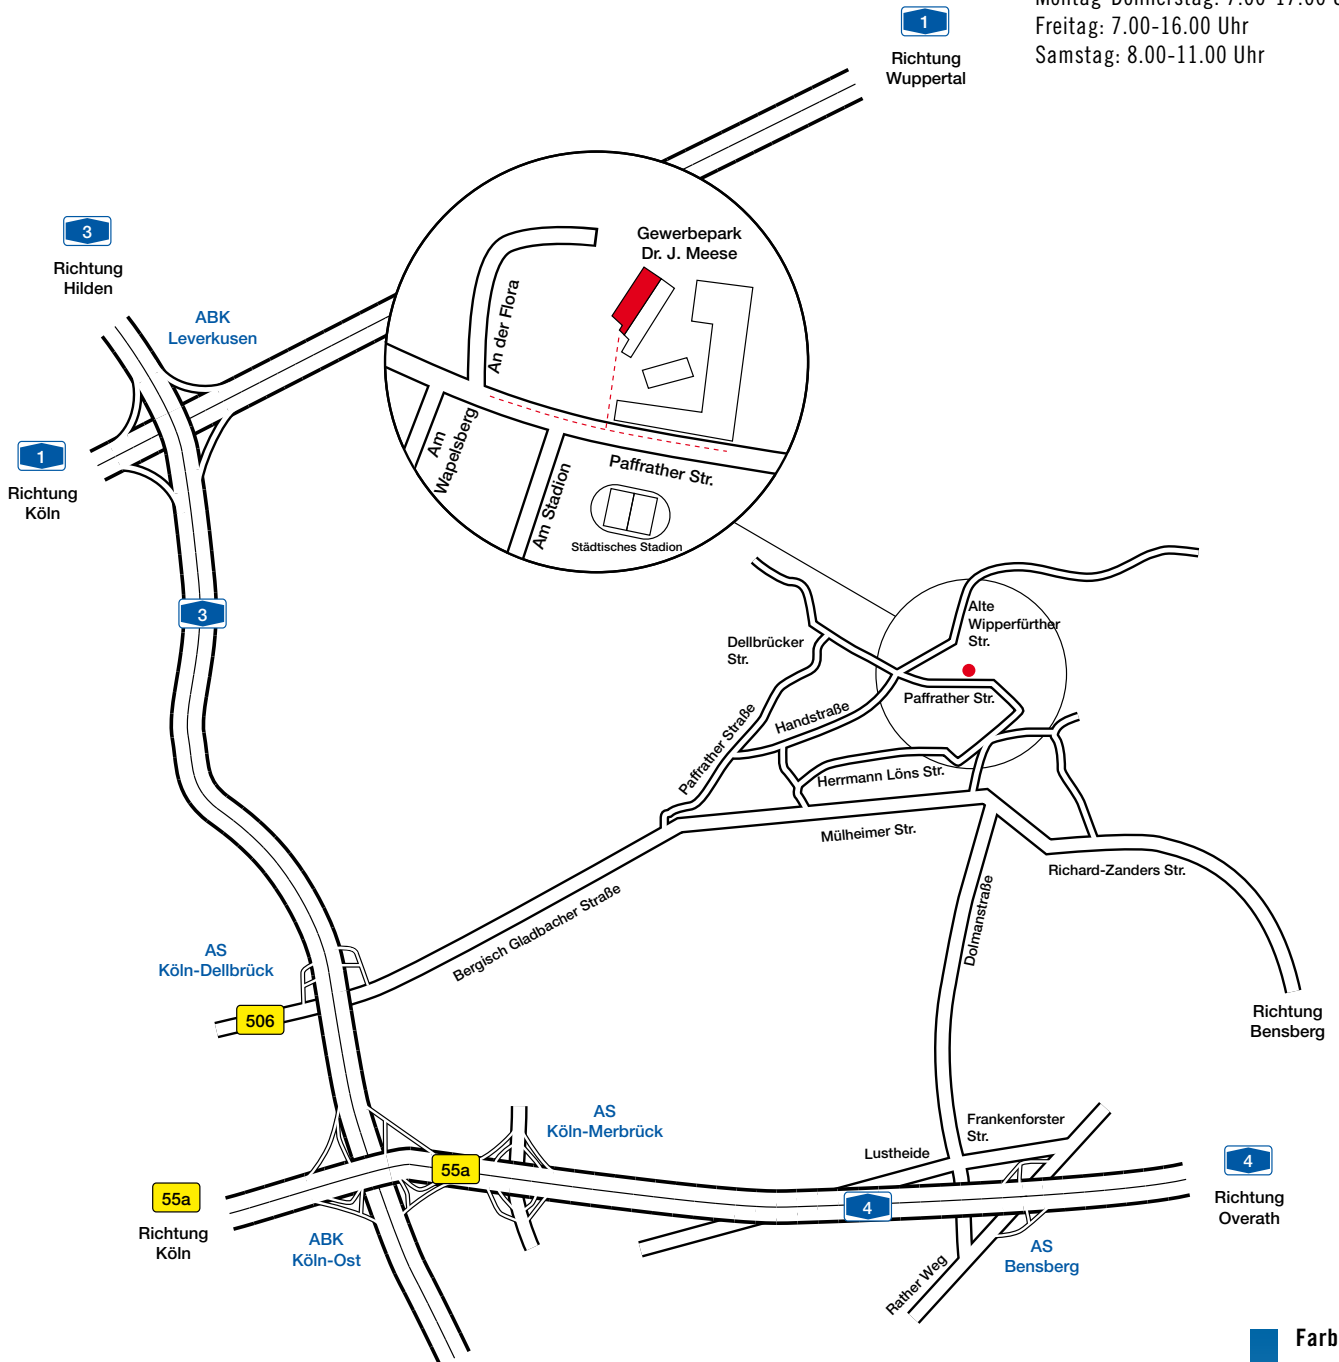 Freitag: 7.00-16.00 Uhr
Samstag: 8.00-11.00 Uhr
1
Richtung
Wuppertal
3
Richtung
Hilden
ABK
Leverkusen
1
Richtung
Köln
Gewerbepark
Dr. J. Meese
An der Flora
Am
Wapelsberg
Am Stadion
Paffrather Str.
Städtisches Stadion
3
Alte
Wipperfürther
Str.
Dellbrücker
Str.
Paffrather Str.
Paffrather Straße
Handstraße
Herrmann Löns Str.
Mülheimer Str.
Richard-Zanders Str.
Bergisch Gladbacher Straße
Dolmanstraße
AS
Köln-Dellbrück
506
Richtung
Bensberg
AS
Köln-Merbrück
Frankenforster
Str.
Lustheide
55a
55a
Richtung
Köln
ABK
Köln-Ost
4
4
Richtung
Overath
AS
Bensberg
Rather Weg
Farb